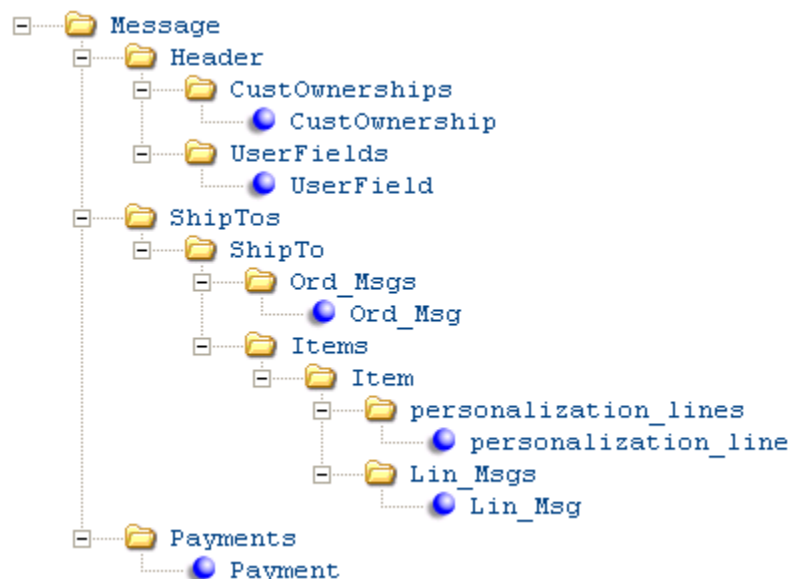 Message
Header
CustOwnerships
CustOwnership
UserFields
UserField
ShipTos
ShipTo
Ord_Msgs
Ord_Msg
Items
Item
personalization_lines
personalization_line
Lin_Msgs
Lin_Msg
Payments
Payment